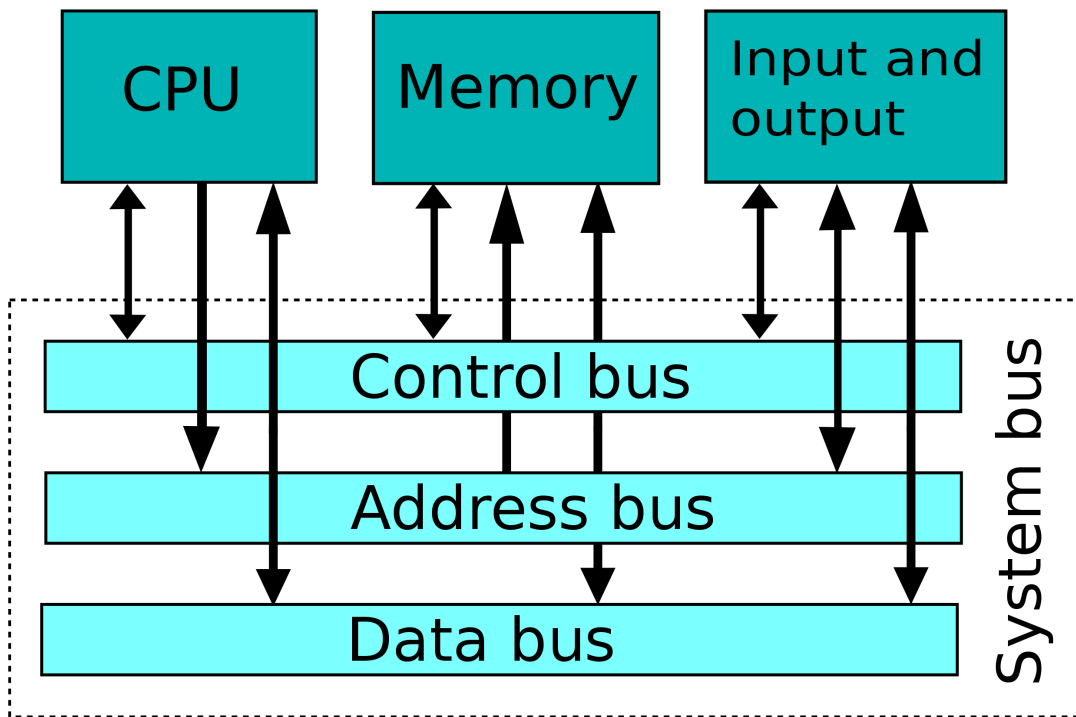 CPU
Memory
Input and
output
Control bus
Address bus
Data bus
System bus